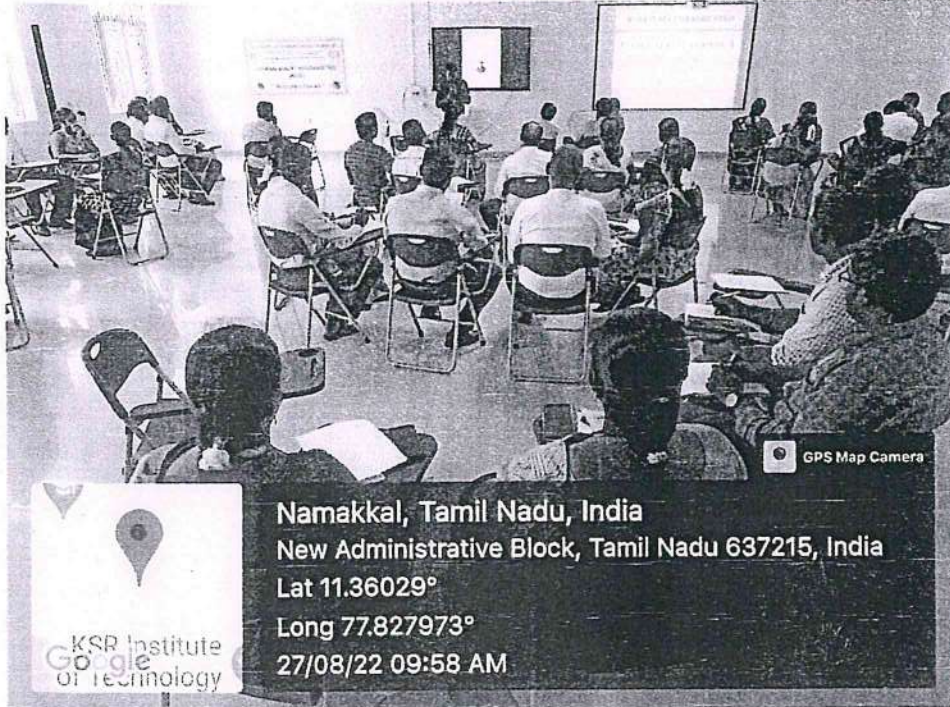 GPS Map Camera
Namakkal, Tamil Nadu, India
New Administrative Block, Tamil Nadu 637215, India
Lat 11.36029°
Long 77.827973°
27/08/22 09:58 AM
KSR Institute
of Technology
Google